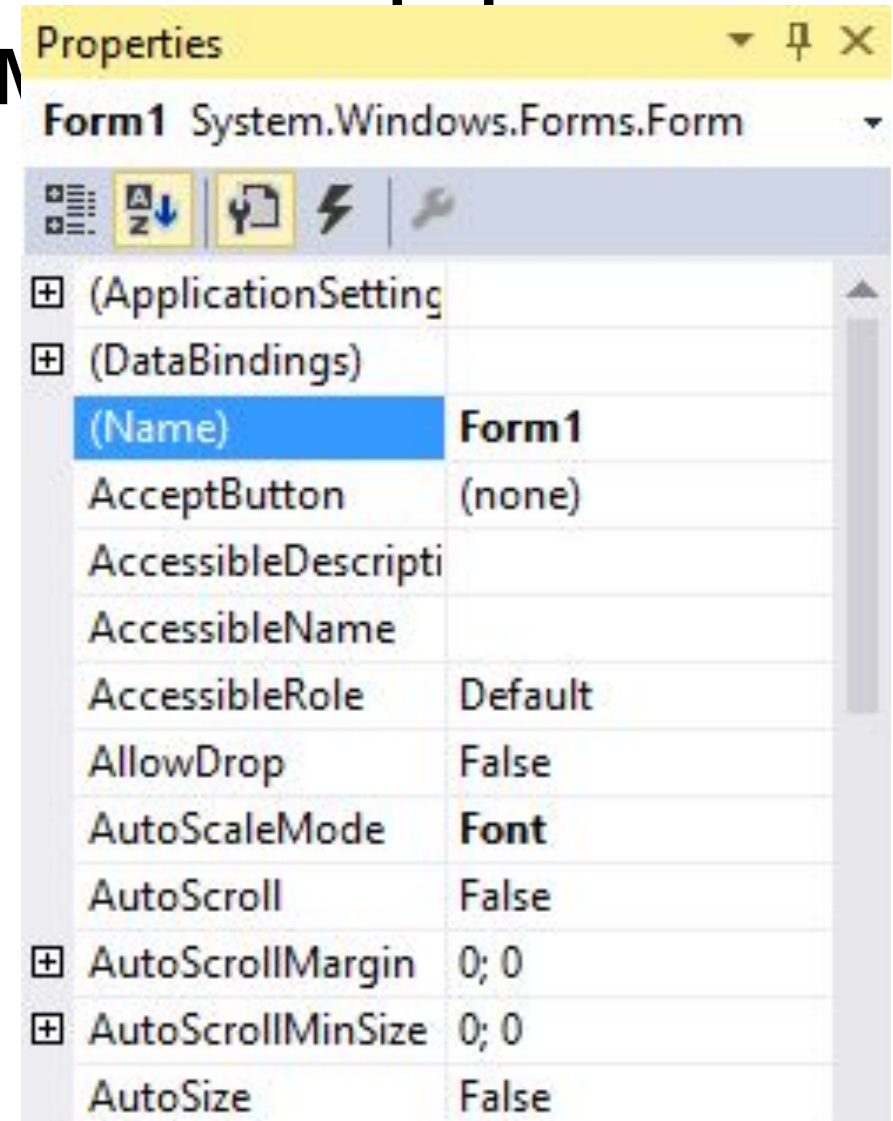 Properties
Form1 System.Windows.Forms.Form
(ApplicationSetting
(DataBindings)
(Name) Form1
AcceptButton (none)
AccessibleDescripti
AccessibleName
AccessibleRole Default
AllowDrop False
AutoScaleMode Font
AutoScroll False
AutoScrollMargin 0; 0
AutoScrollMinSize 0; 0
AutoSize False